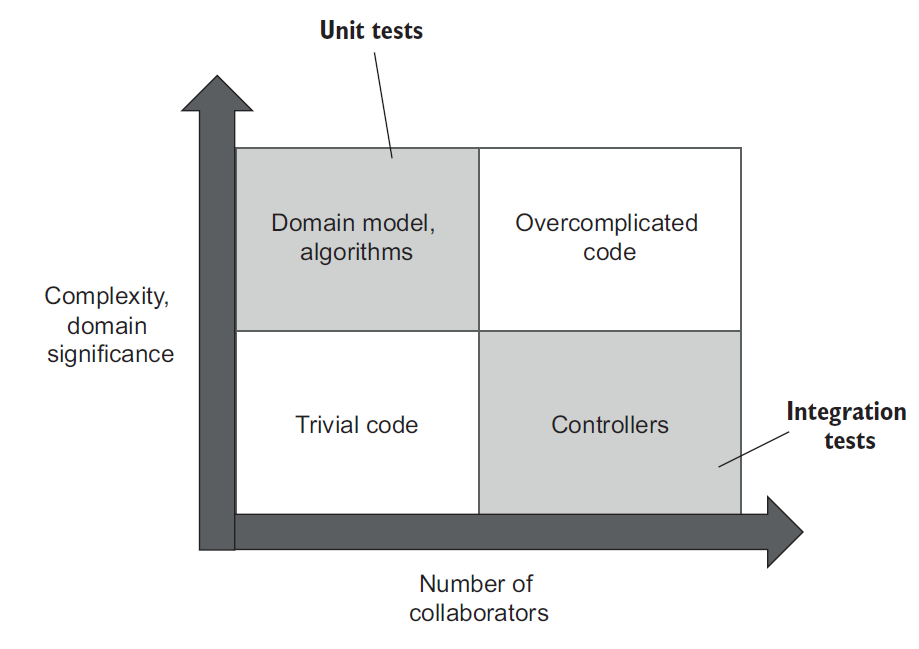 Unit tests
Domain model,
algorithms
Overcomplicated
code
Complexity,
domain
significance
Trivial code
Controllers
Integration
tests
Number of
collaborators